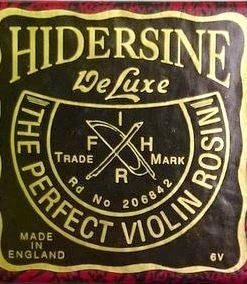 HIDERSINE
DeLuxe
I
F H
R
TRADE MARK
Rd No 206842
THE PERFECT VIOLIN ROSIN
MADE
IN
ENGLAND
6V